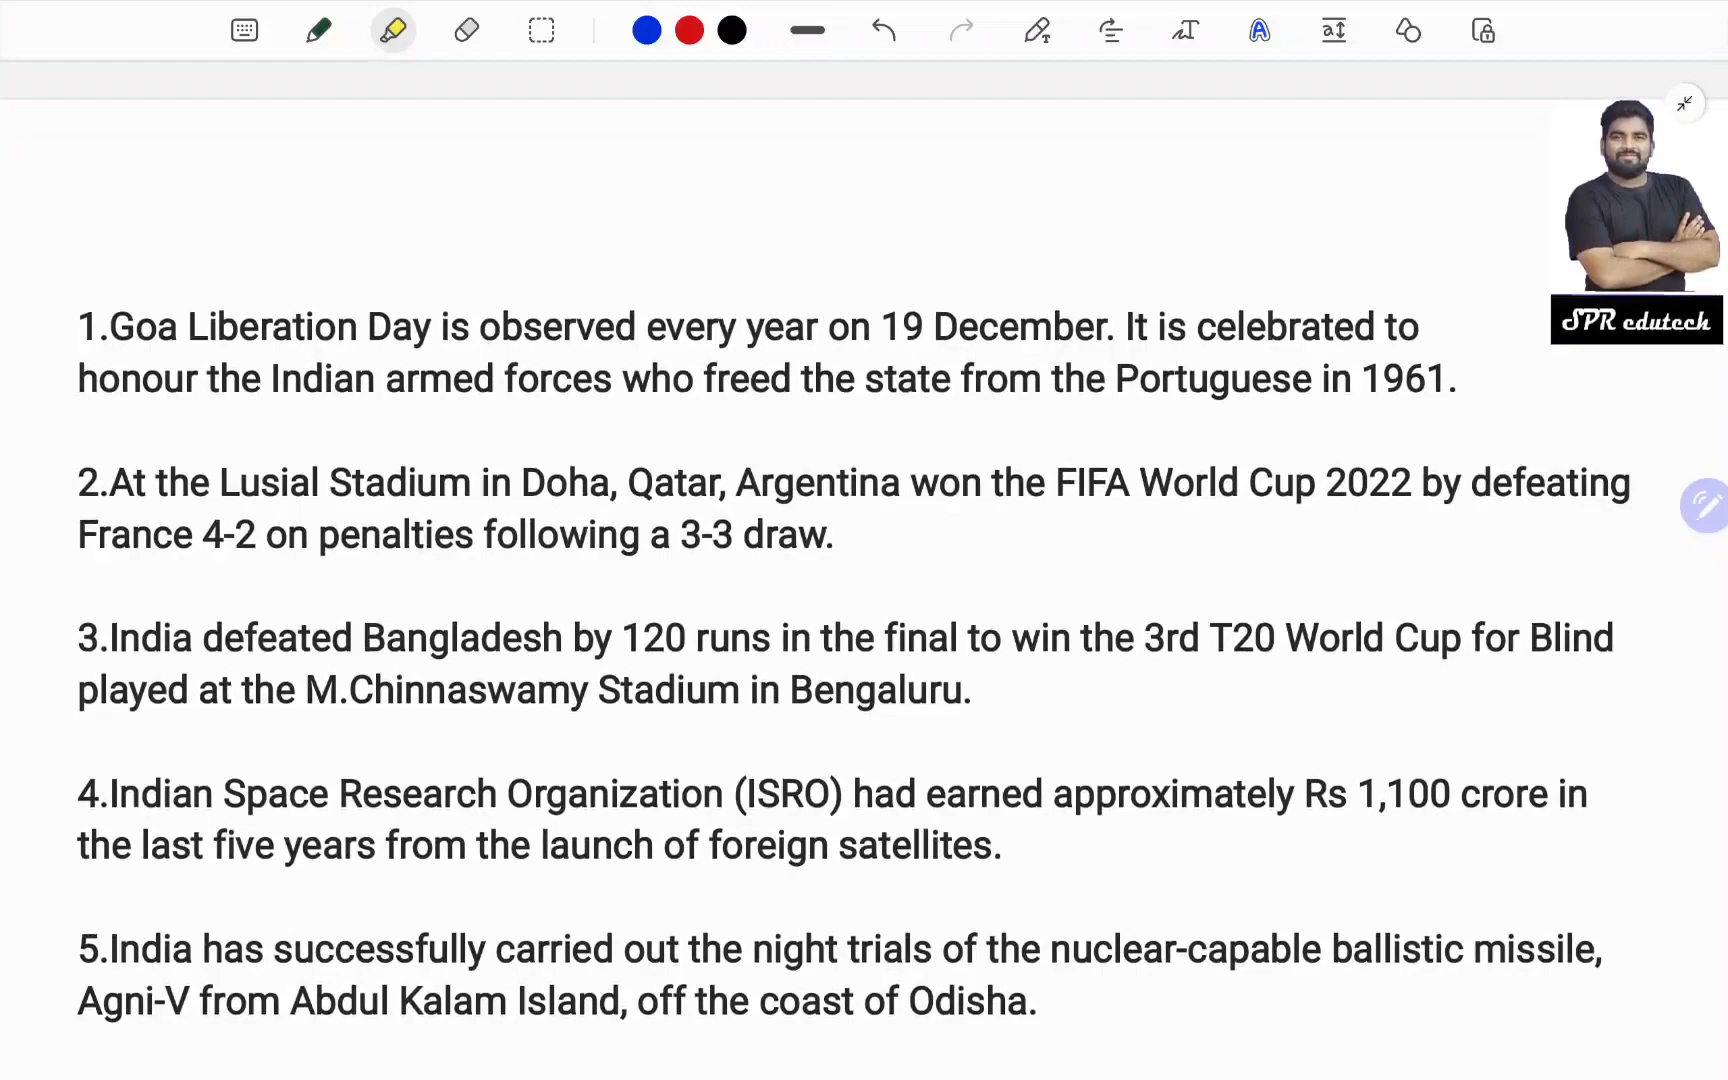 SPR edutech
1.Goa Liberation Day is observed every year on 19 December. It is celebrated to
honour the Indian armed forces who freed the state from the Portuguese in 1961.
2.At the Lusial Stadium in Doha, Qatar, Argentina won the FIFA World Cup 2022 by defeating
France 4-2 on penalties following a 3-3 draw.
3.India defeated Bangladesh by 120 runs in the final to win the 3rd T20 World Cup for Blind
played at the M.Chinnaswamy Stadium in Bengaluru.
4.Indian Space Research Organization (ISRO) had earned approximately Rs 1,100 crore in
the last five years from the launch of foreign satellites.
5.India has successfully carried out the night trials of the nuclear-capable ballistic missile,
Agni-V from Abdul Kalam Island, off the coast of Odisha.